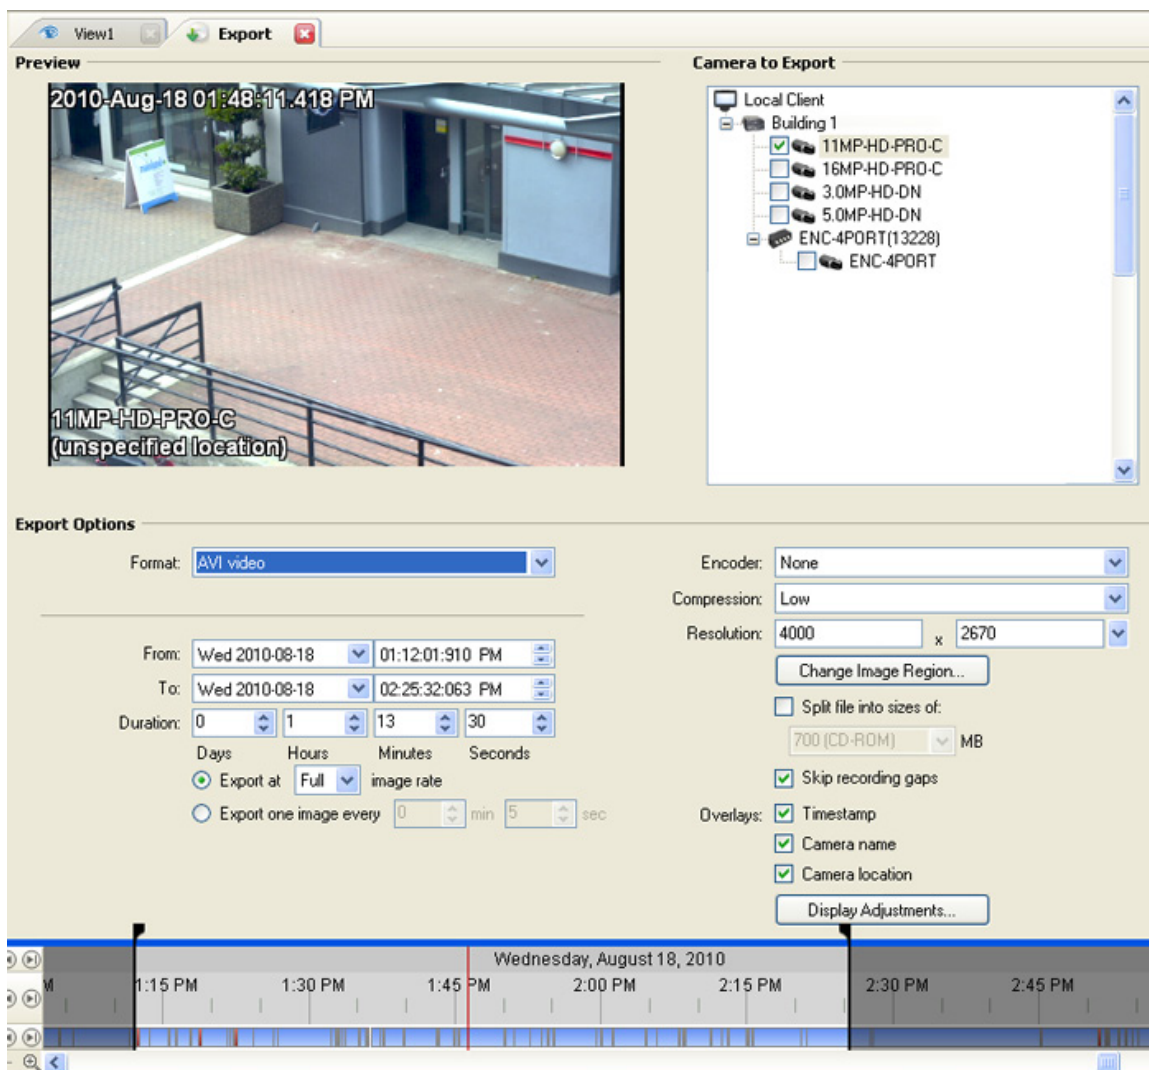 View1
Export
Preview
Camera to Export
2010-Aug-18 01:48:11.418 PM
11MP-HD-PRO-C
(unspecified location)
Local Client
Building 1
11MP-HD-PRO-C
16MP-HD-PRO-C
3.0MP-HD-DN
5.0MP-HD-DN
ENC-4PORT(13228)
ENC-4PORT
Export Options
Format: AVI video
From: Wed 2010-08-18 01:12:01:910 PM
To: Wed 2010-08-18 02:25:32:063 PM
Duration: 0 1 13 30
Days Hours Minutes Seconds
Export at Full image rate
Export one image every 0 min 5 sec
Encoder: None
Compression: Low
Resolution: 4000 x 2670
Change Image Region...
Split file into sizes of:
700 (CD-ROM) MB
Skip recording gaps
Overlays: Timestamp
Camera name
Camera location
Display Adjustments...
Wednesday, August 18, 2010
M 1:15 PM 1:30 PM 1:45 PM 2:00 PM 2:15 PM 2:30 PM 2:45 PM